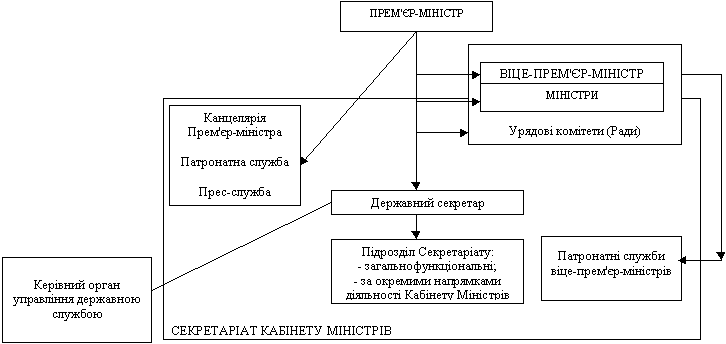 ПРЕМ'ЄР-МІНІСТР
ВІЦЕ-ПРЕМ'ЄР-МІНІСТР
МІНІСТРИ
Урядові комітети (Ради)
Канцелярія
Прем'єр-міністра
Патронатна служба
Прес-служба
Державний секретар
Підрозділ Секретаріату:
- загальнофункціональні;
- за окремими напрямками
діяльності Кабінету Міністрів
Патронатні служби
віце-прем'єр-міністрів
Керівний орган
управління державною
службою
СЕКРЕТАРІАТ КАБІНЕТУ МІНІСТРІВ